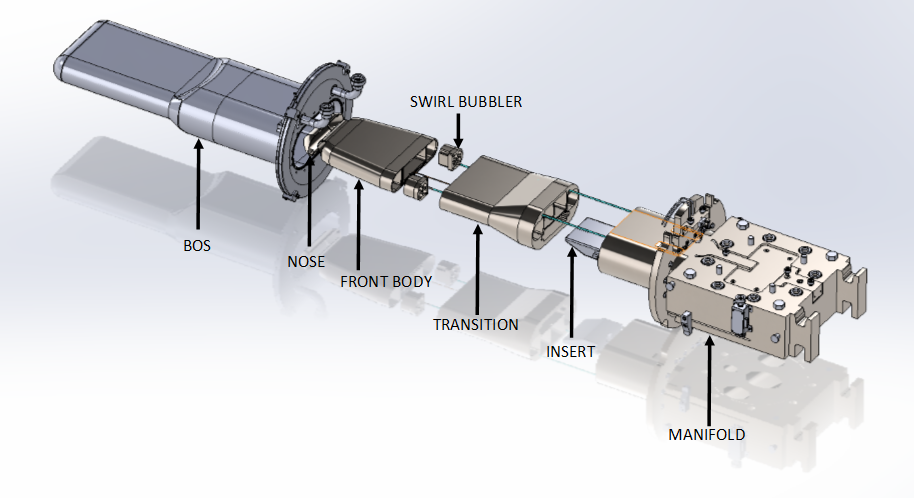 SWIRL BUBBLER
BOS
NOSE
FRONT BODY
TRANSITION
INSERT
MANIFOLD